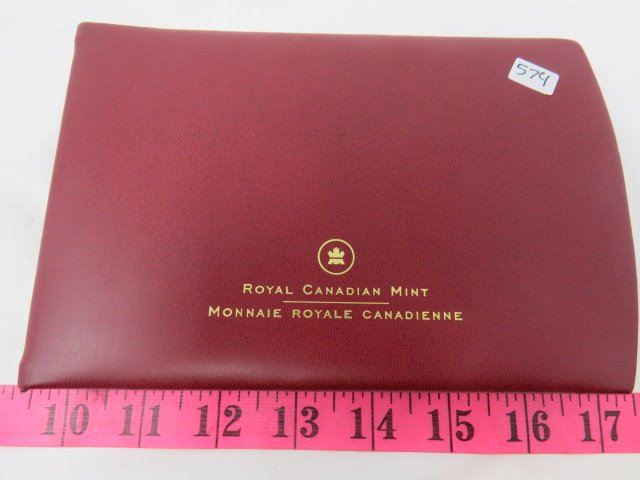 574
ROYAL CANADIAN MINT
MONNAIE ROYALE CANADIENNE
10 11 12 13 14 15 16 17